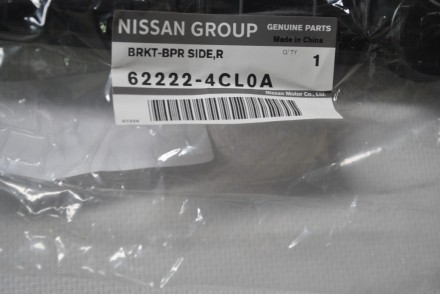 NISSAN GROUP GENUINE PARTS
Made in China
BRKT-BPR SIDE,R Q'TY 1
62222-4CL0A
Nissan Motor Co., Ltd.